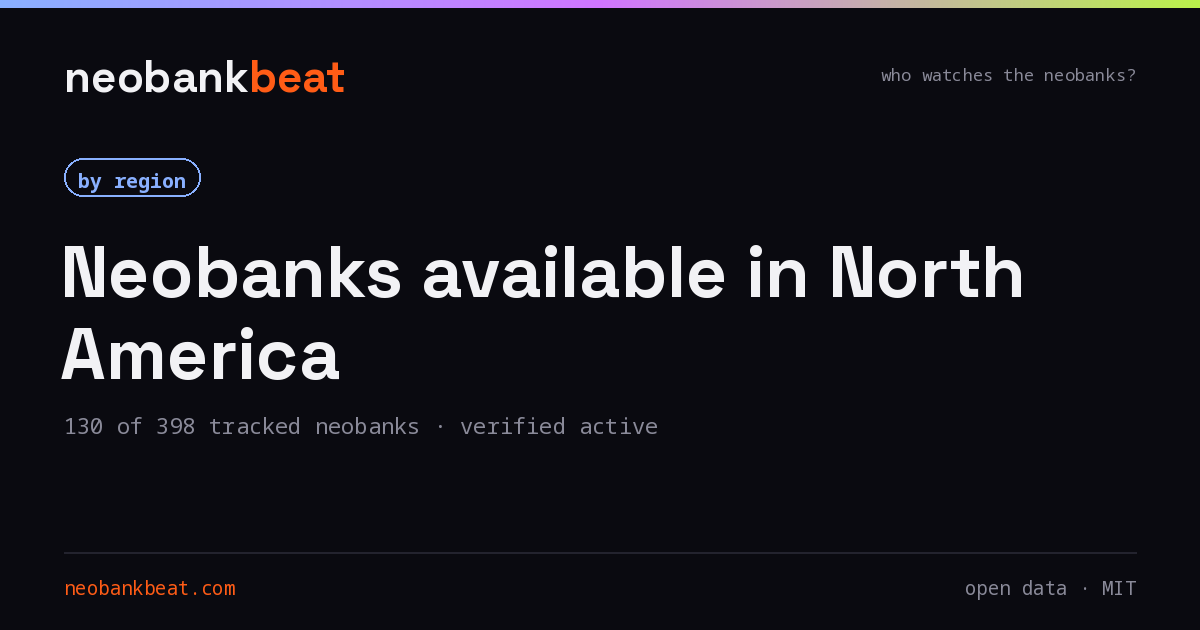 neobankbeat
who watches the neobanks?
by region
Neobanks available in North
America
130 of 398 tracked neobanks · verified active
neobankbeat.com
open data · MIT